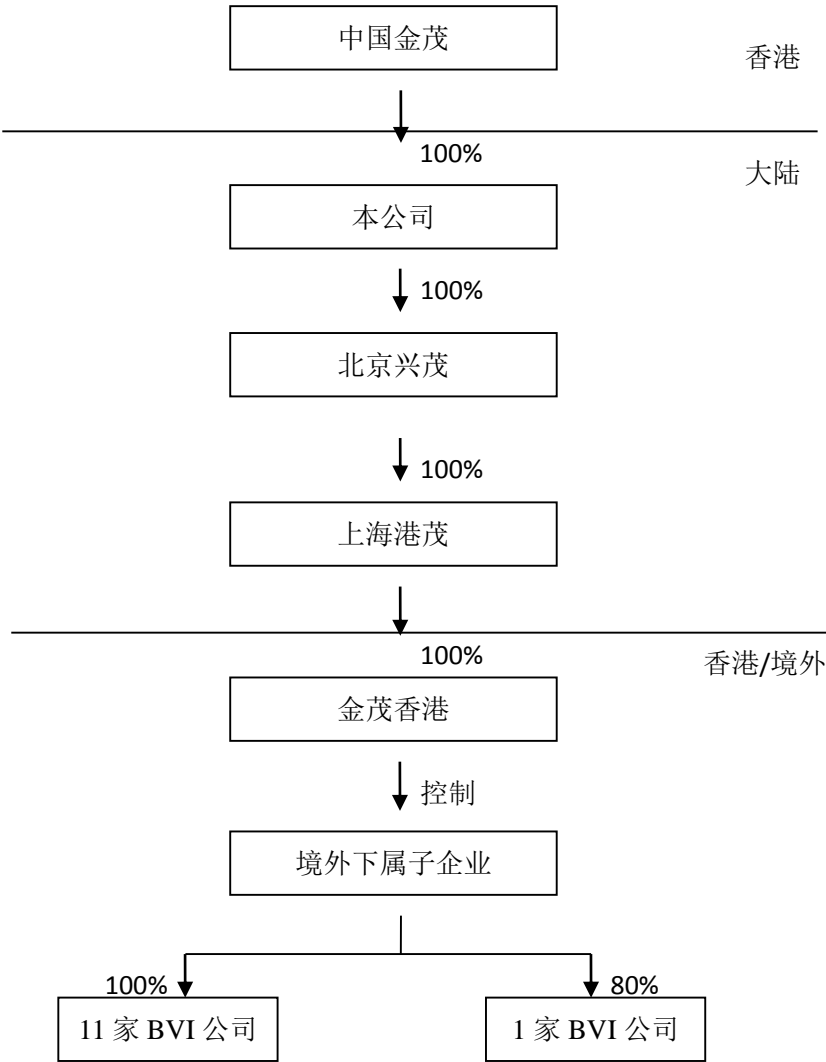 中国金茂
香港
100%
大陆
本公司
100%
北京兴茂
100%
上海港茂
100%
香港/境外
金茂香港
控制
境外下属子企业
100%
80%
11 家 BVI 公司
1 家 BVI 公司